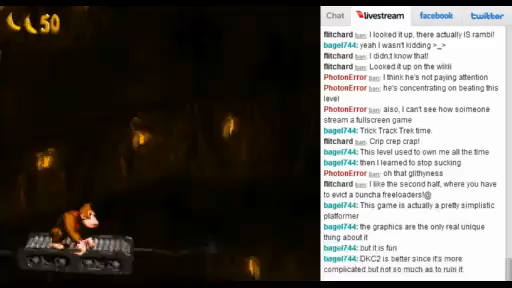 50
Chat livestream facebook twitter
flitchard ban: I looked it up, there actually IS rambi!
bagel744: yeah I wasn't kidding >_>
flitchard ban: I didn,t know that!
flitchard ban: Looked it up on the wikii
PhotonError ban: I think he's not paying attention
PhotonError ban: he's concentrating on beating this
level
PhotonError ban: also, I can't see how soimeone
stream a fullscreen game
bagel744: Trick Track Trek time.
flitchard ban: Crip crep crap!
bagel744: This level used to own me all the time
bagel744: then I learned to stop sucking
PhotonError ban: oh that glithyness
flitchard ban: I like the second half, where you have
to evict a buncha freeloaders!@
bagel744: This game is actually a pretty simplistic
platformer
bagel744: the graphics are the only real unique
thing about it
bagel744: but it is fun
bagel744: DKC2 is better since it's more
complicated but not so much as to ruin it.